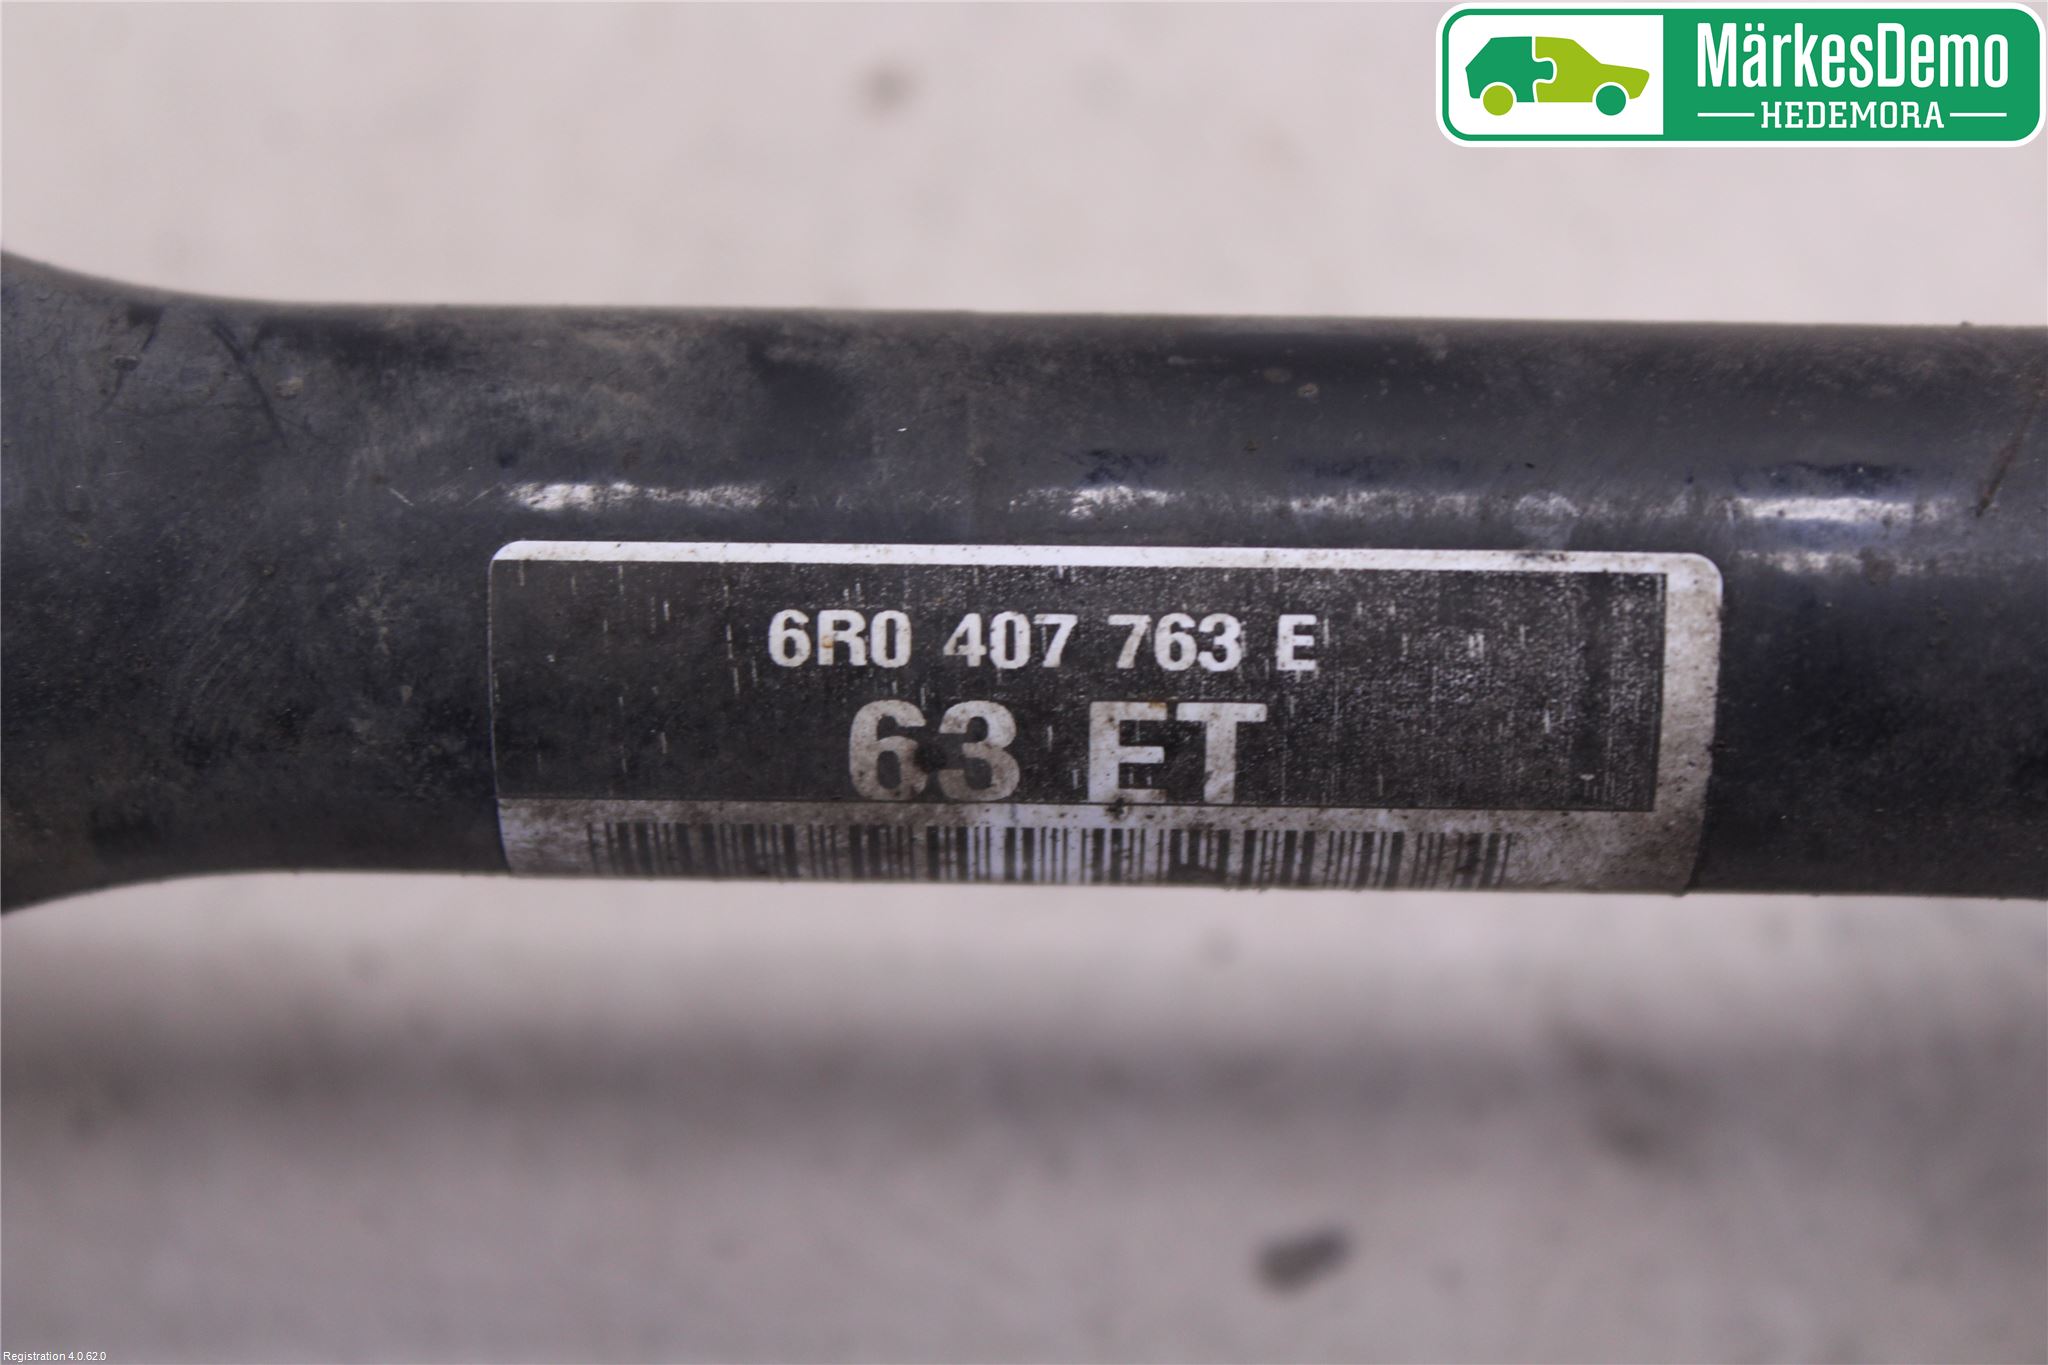 MärkesDemo
HEDEMORA
6R0 407 763 E
63 ET
Registration 4.0.62.0